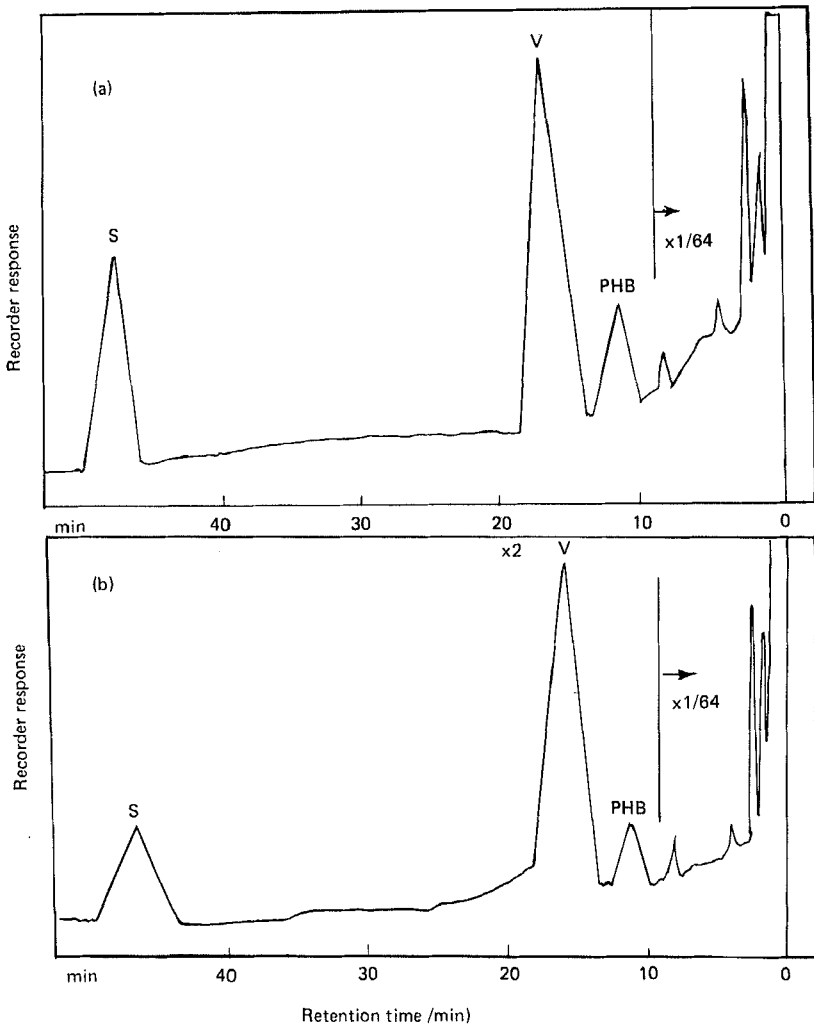 V
(a)
S
x1/64
PHB
Recorder response
min 40 30 20 10 0
x2 V
(b)
x1/64
S
PHB
Recorder response
min 40 30 20 10 0
Retention time /min)